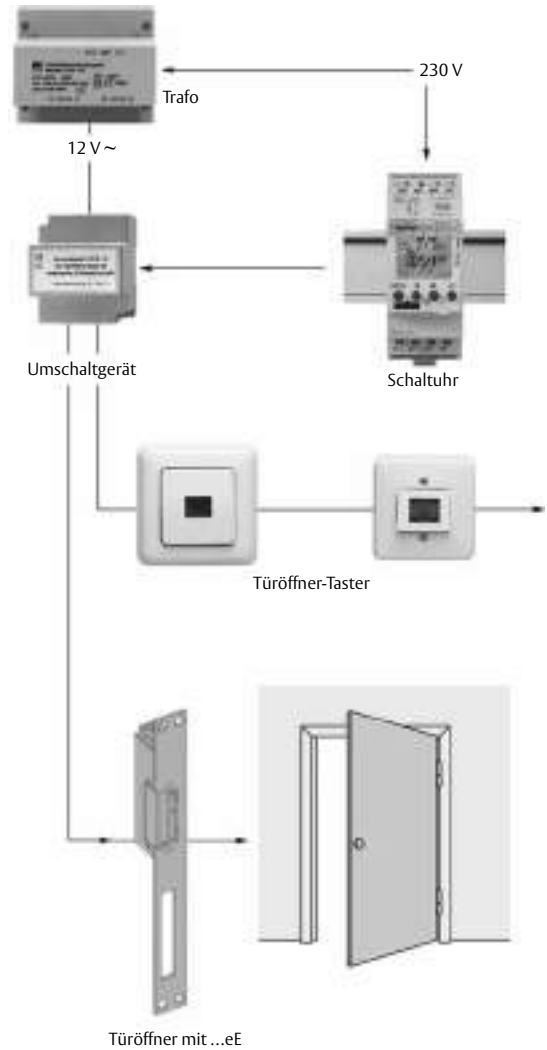 230 V
Trafo
12 V ~
Umschaltgerät
Schaltuhr
Türöffner-Taster
Türöffner mit ...eE